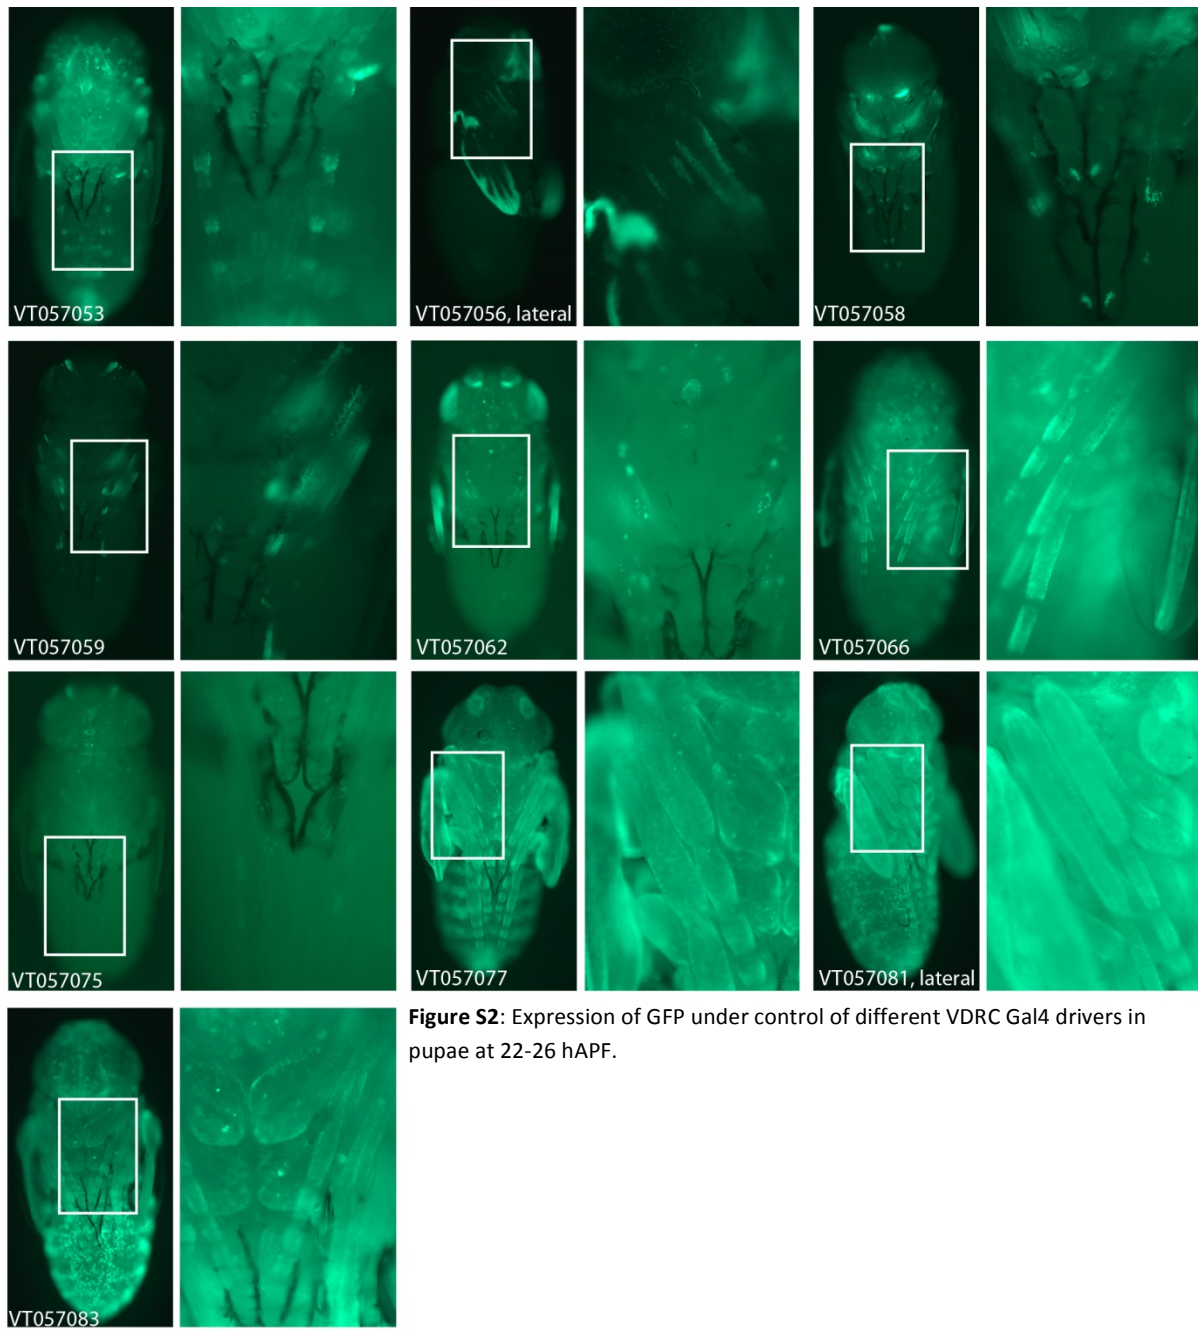 VT057053
VT057056, lateral
VT057058
VT057059
VT057062
VT057066
VT057075
VT057077
VT057081, lateral
Figure S2: Expression of GFP under control of different VDRC Gal4 drivers in
pupae at 22-26 hAPF.
VT057083